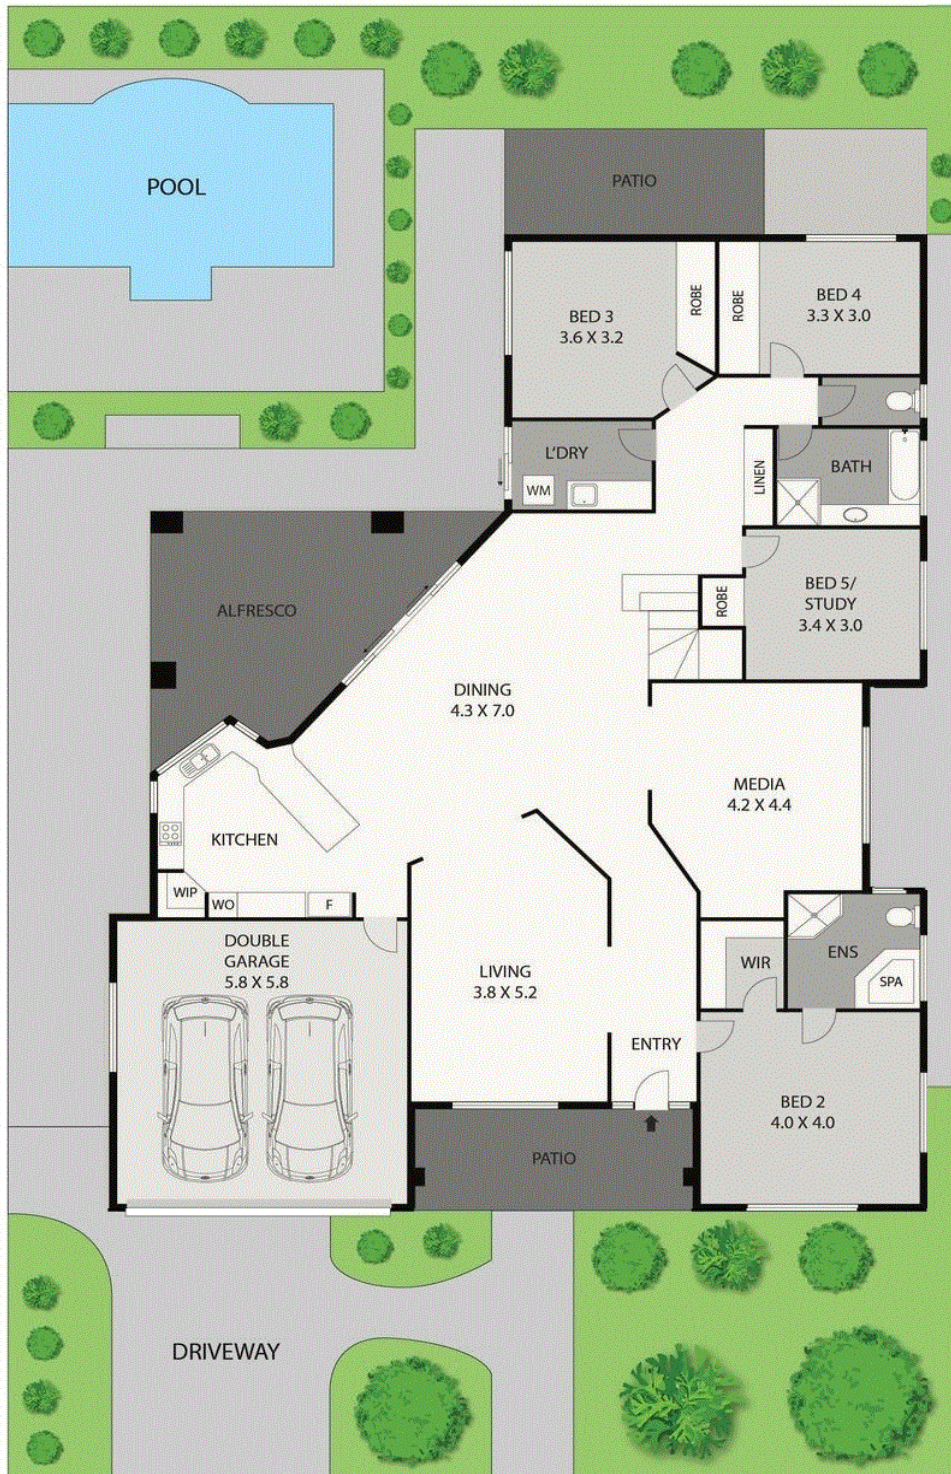 POOL
PATIO
BED 3
3.6 X 3.2
ROBE
ROBE
BED 4
3.3 X 3.0
L'DRY
WM
LINEN
BATH
ALFRESCO
ROBE
BED 5/
STUDY
3.4 X 3.0
DINING
4.3 X 7.0
MEDIA
4.2 X 4.4
KITCHEN
WIP
WO
F
DOUBLE
GARAGE
5.8 X 5.8
LIVING
3.8 X 5.2
WIR
ENS
SPA
ENTRY
BED 2
4.0 X 4.0
PATIO
DRIVEWAY